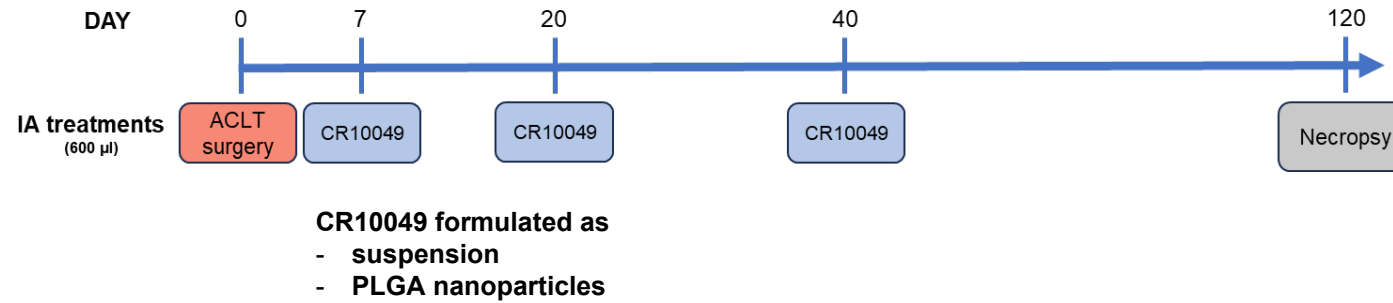 DAY 0 7 20 40 120
IA treatments
(600 µl)
ACLT
surgery
CR10049
CR10049
CR10049
Necropsy
CR10049 formulated as
- suspension
- PLGA nanoparticles